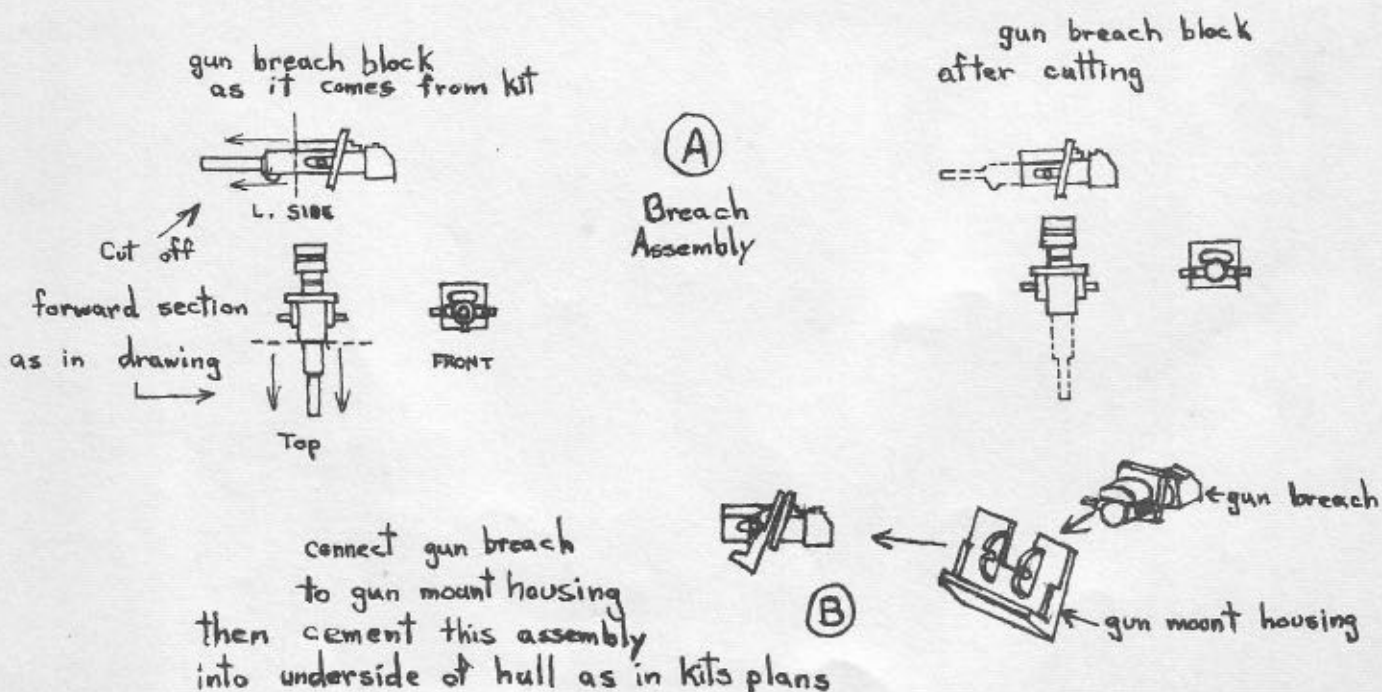 gun breach block
as it comes from kit
L. SIDE
Cut off
forward section
as in drawing
FRONT
Top
A
Breach
Assembly
gun breach block
after cutting
connect gun breach
to gun mount housing
then cement this assembly
into underside of hull as in kits plans
B
gun breach
gun mount housing